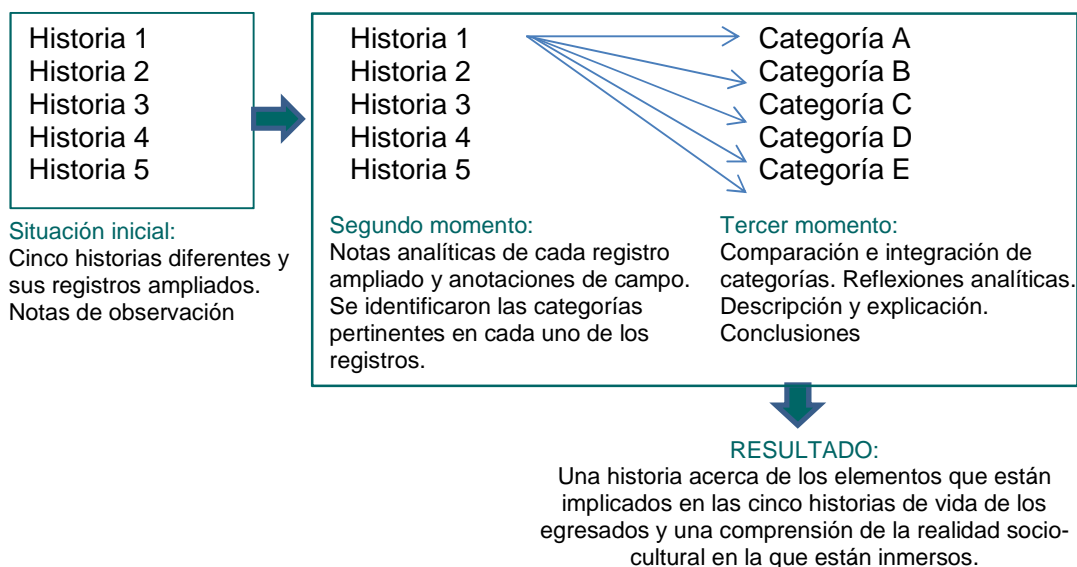 Historia 1
Historia 2
Historia 3
Historia 4
Historia 5
Situación inicial:
Cinco historias diferentes y
sus registros ampliados.
Notas de observación
Historia 1
Historia 2
Historia 3
Historia 4
Historia 5
Segundo momento:
Notas analíticas de cada registro
ampliado y anotaciones de campo.
Se identificaron las categorías
pertinentes en cada uno de los
registros.
Categoría A
Categoría B
Categoría C
Categoría D
Categoría E
Tercer momento:
Comparación e integración de
categorías. Reflexiones analíticas.
Descripción y explicación.
Conclusiones
RESULTADO:
Una historia acerca de los elementos que están
implicados en las cinco historias de vida de los
egresados y una comprensión de la realidad socio-
cultural en la que están inmersos.